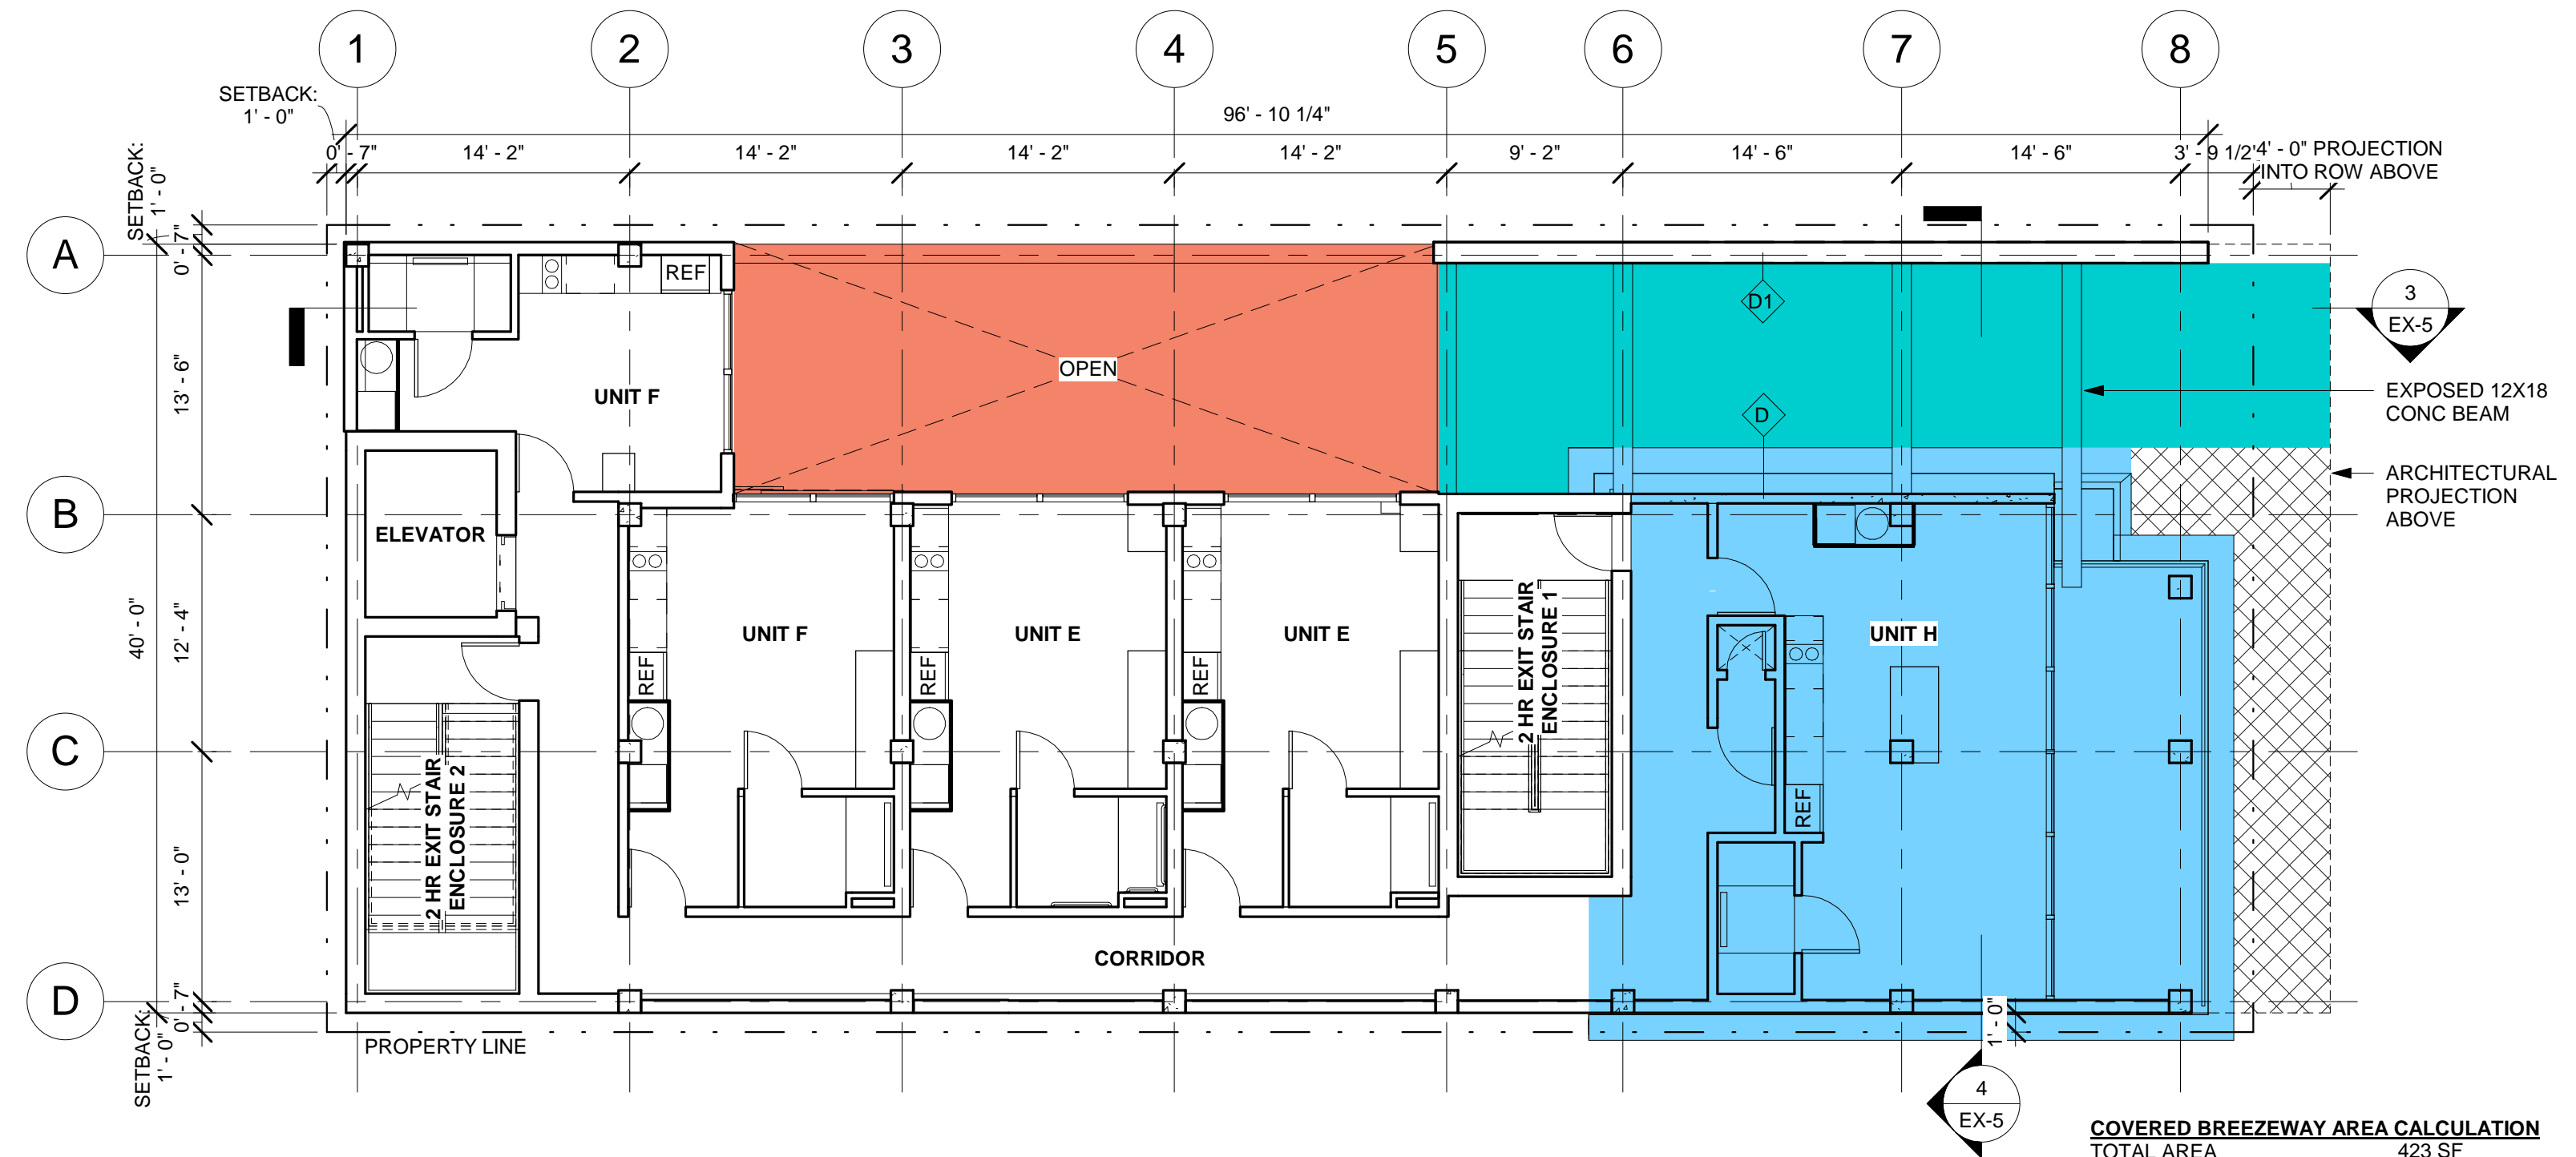 1
2
3
4
5
6
7
8
SETBACK:
1' - 0"
96' - 10 1/4"
SETBACK:
1' - 0"
0' - 7"
14' - 2"
14' - 2"
14' - 2"
14' - 2"
9' - 2"
14' - 6"
14' - 6"
3' - 9 1/2"
4' - 0" PROJECTION
INTO ROW ABOVE
A
0' - 7"
REF
D1
3
EX-5
OPEN
13' - 6"
UNIT F
D
EXPOSED 12X18
CONC BEAM
ARCHITECTURAL
PROJECTION
ABOVE
B
ELEVATOR
40' - 0"
12' - 4"
UNIT F
UNIT E
UNIT E
2 HR EXIT STAIR
ENCLOSURE 1
UNIT H
REF
REF
REF
C
2 HR EXIT STAIR
ENCLOSURE 2
REF
13' - 0"
CORRIDOR
D
0' - 7"
1' - 0"
SETBACK:
1' - 0"
PROPERTY LINE
4
EX-5
COVERED BREEZEWAY AREA CALCULATION
TOTAL AREA 423 SF